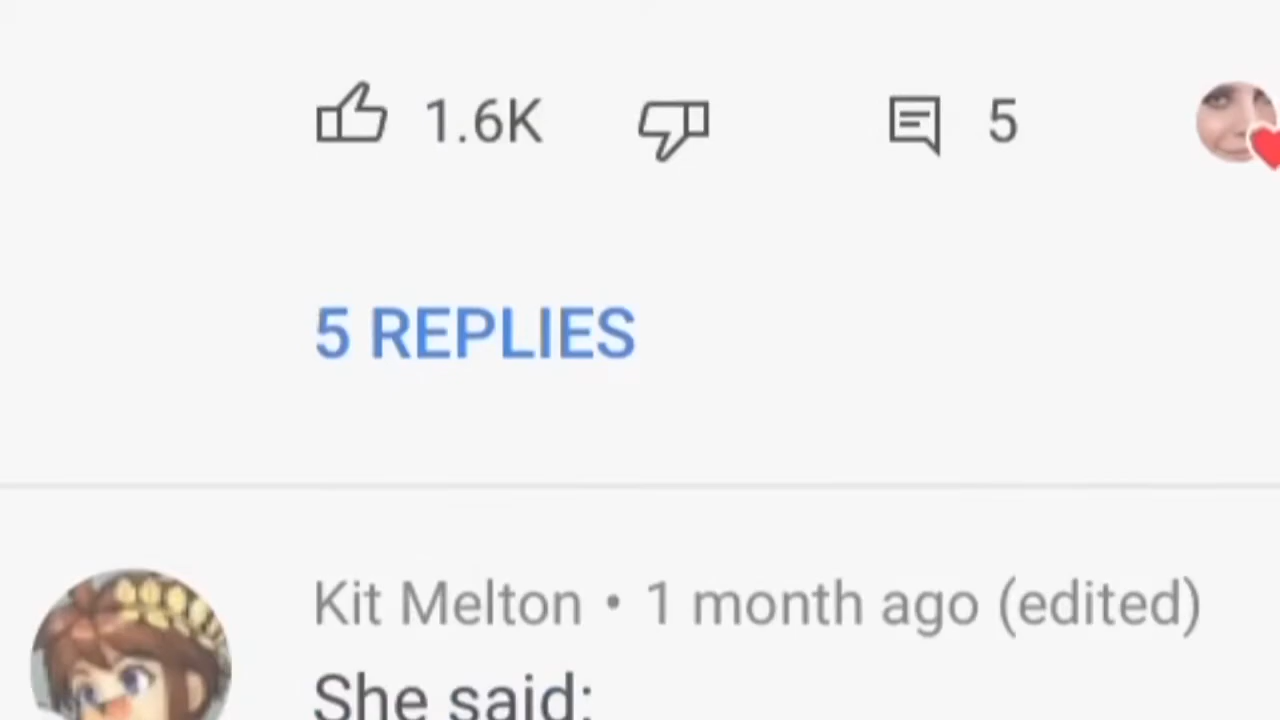 1.6K 5
5 REPLIES
Kit Melton • 1 month ago (edited)
She said: